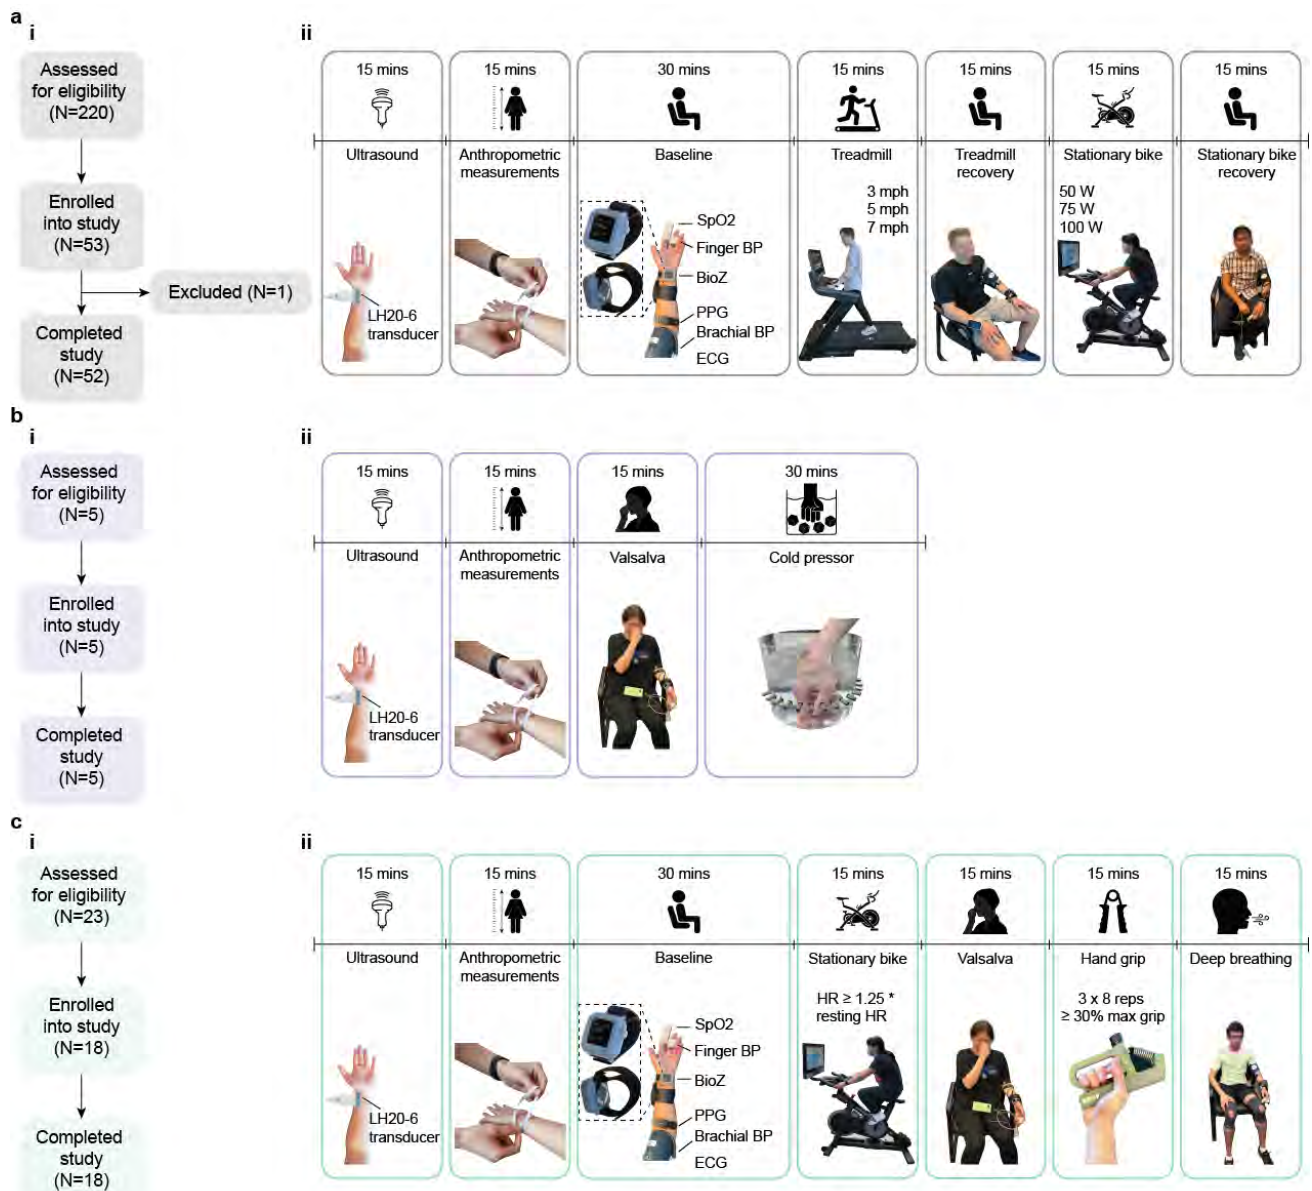 a
i
Assessed
for eligibility
(N=220)
Enrolled
into study
(N=53)
Excluded (N=1)
Completed
study
(N=52)
ii
15 mins
Ultrasound
LH20-6
transducer
15 mins
Anthropometric
measurements
30 mins
Baseline
SpO2
Finger BP
BioZ
PPG
Brachial BP
ECG
15 mins
Treadmill
3 mph
5 mph
7 mph
15 mins
Treadmill
recovery
15 mins
Stationary bike
50 W
75 W
100 W
15 mins
Stationary bike
recovery
b
i
Assessed
for eligibility
(N=5)
Enrolled
into study
(N=5)
Completed
study
(N=5)
ii
15 mins
Ultrasound
LH20-6
transducer
15 mins
Anthropometric
measurements
15 mins
Valsalva
30 mins
Cold pressor
c
i
Assessed
for eligibility
(N=23)
Enrolled
into study
(N=18)
Completed
study
(N=18)
ii
15 mins
Ultrasound
LH20-6
transducer
15 mins
Anthropometric
measurements
30 mins
Baseline
SpO2
Finger BP
BioZ
PPG
Brachial BP
ECG
15 mins
Stationary bike
HR ≥ 1.25 *
resting HR
15 mins
Valsalva
15 mins
Hand grip
3 x 8 reps
≥ 30% max grip
15 mins
Deep breathing